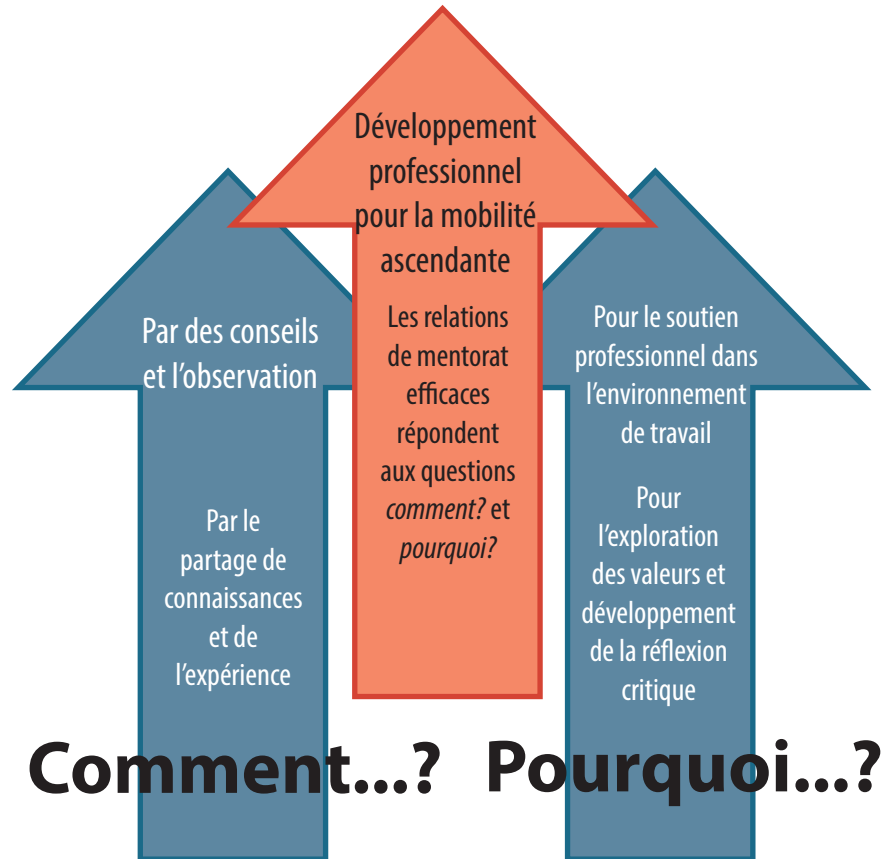 Développement
professionnel
pour la mobilité
ascendante
Les relations
de mentorat
efficaces
répondent
aux questions
comment? et
pourquoi?
Par des conseils
et l'observation
Par le
partage de
connaissances
et de
l'expérience
Pour le soutien
professionnel dans
l'environnement
de travail
Pour
l'exploration
des valeurs et
développement
de la réflexion
critique
Comment...?
Pourquoi...?